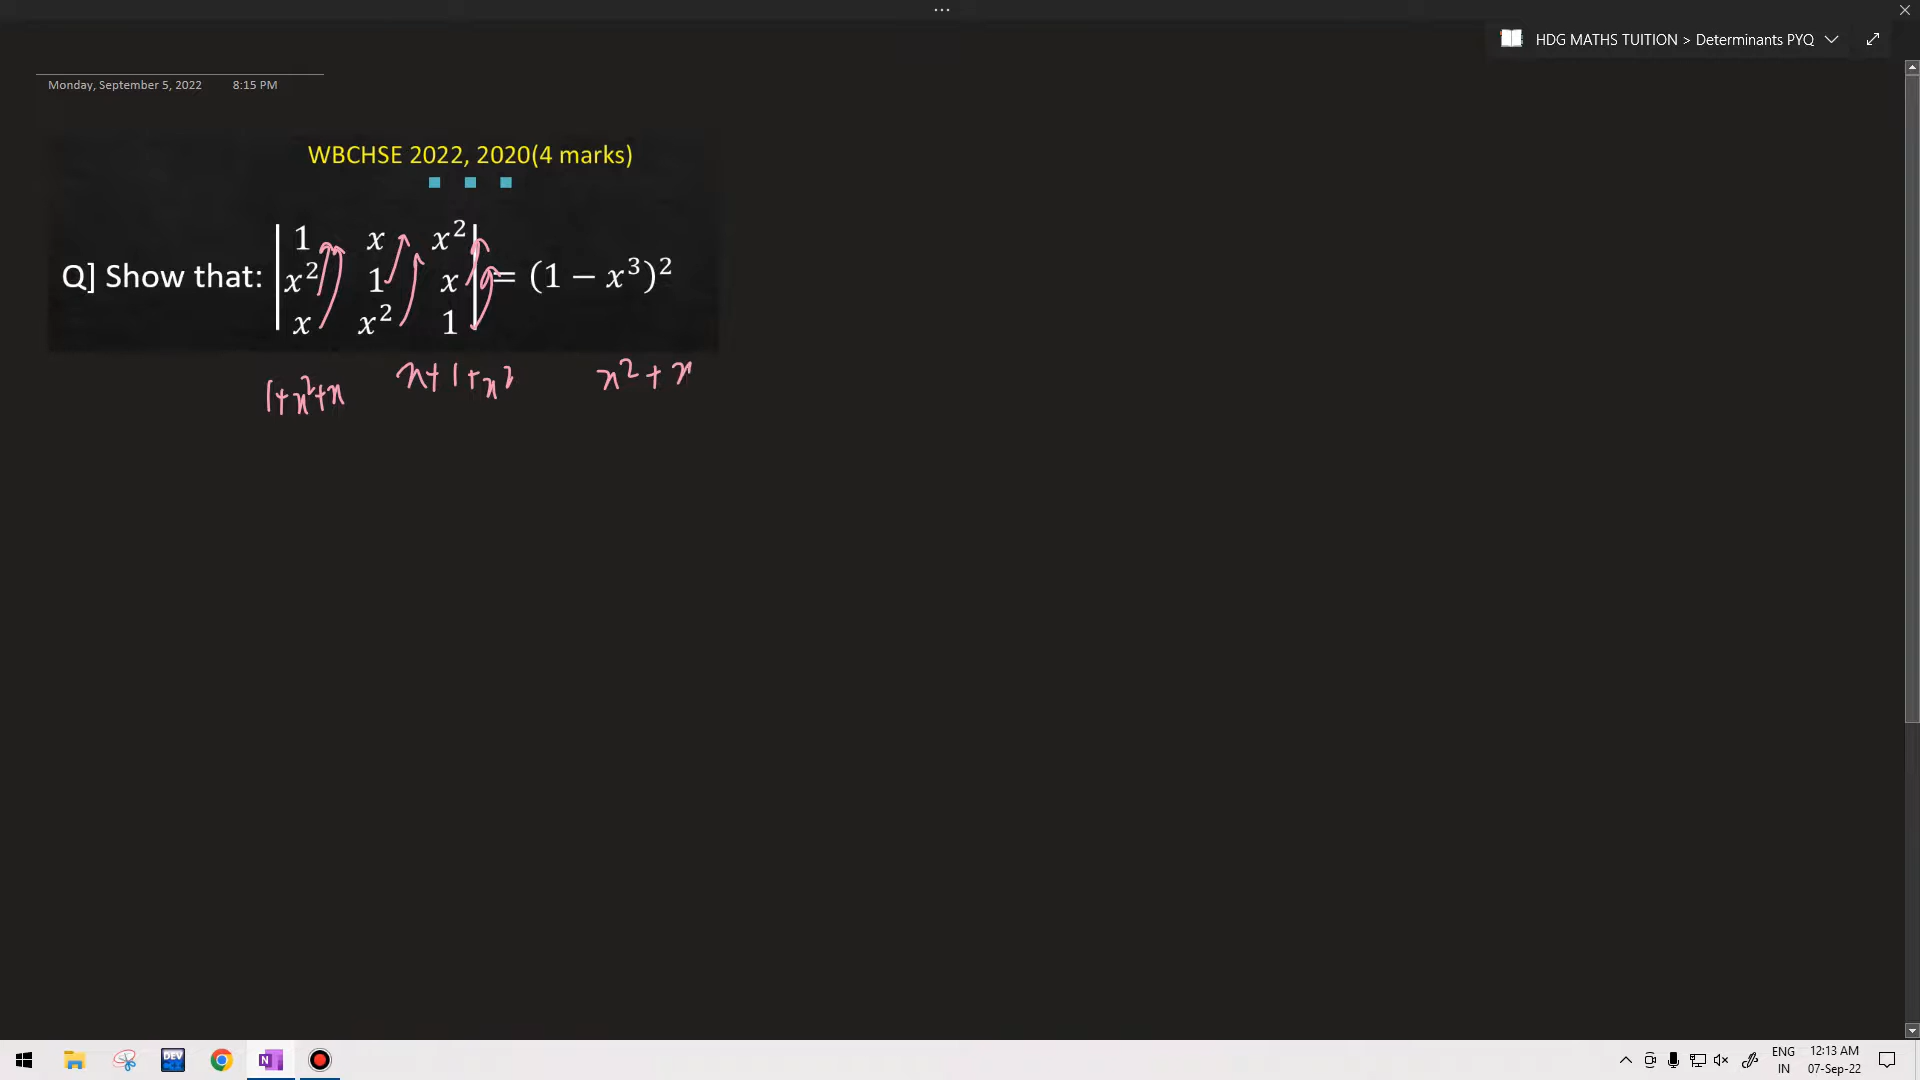 HDG MATHS TUITION > Determinants PYQ
Monday, September 5, 2022 8:15 PM
WBCHSE 2022, 2020(4 marks)
1 x x²
Q] Show that: x² 1 x = (1 − x³)²
x x² 1
1+x²+x x+1+x² x²+x
DEV
N
ENG 12:13 AM
IN 07-Sep-22